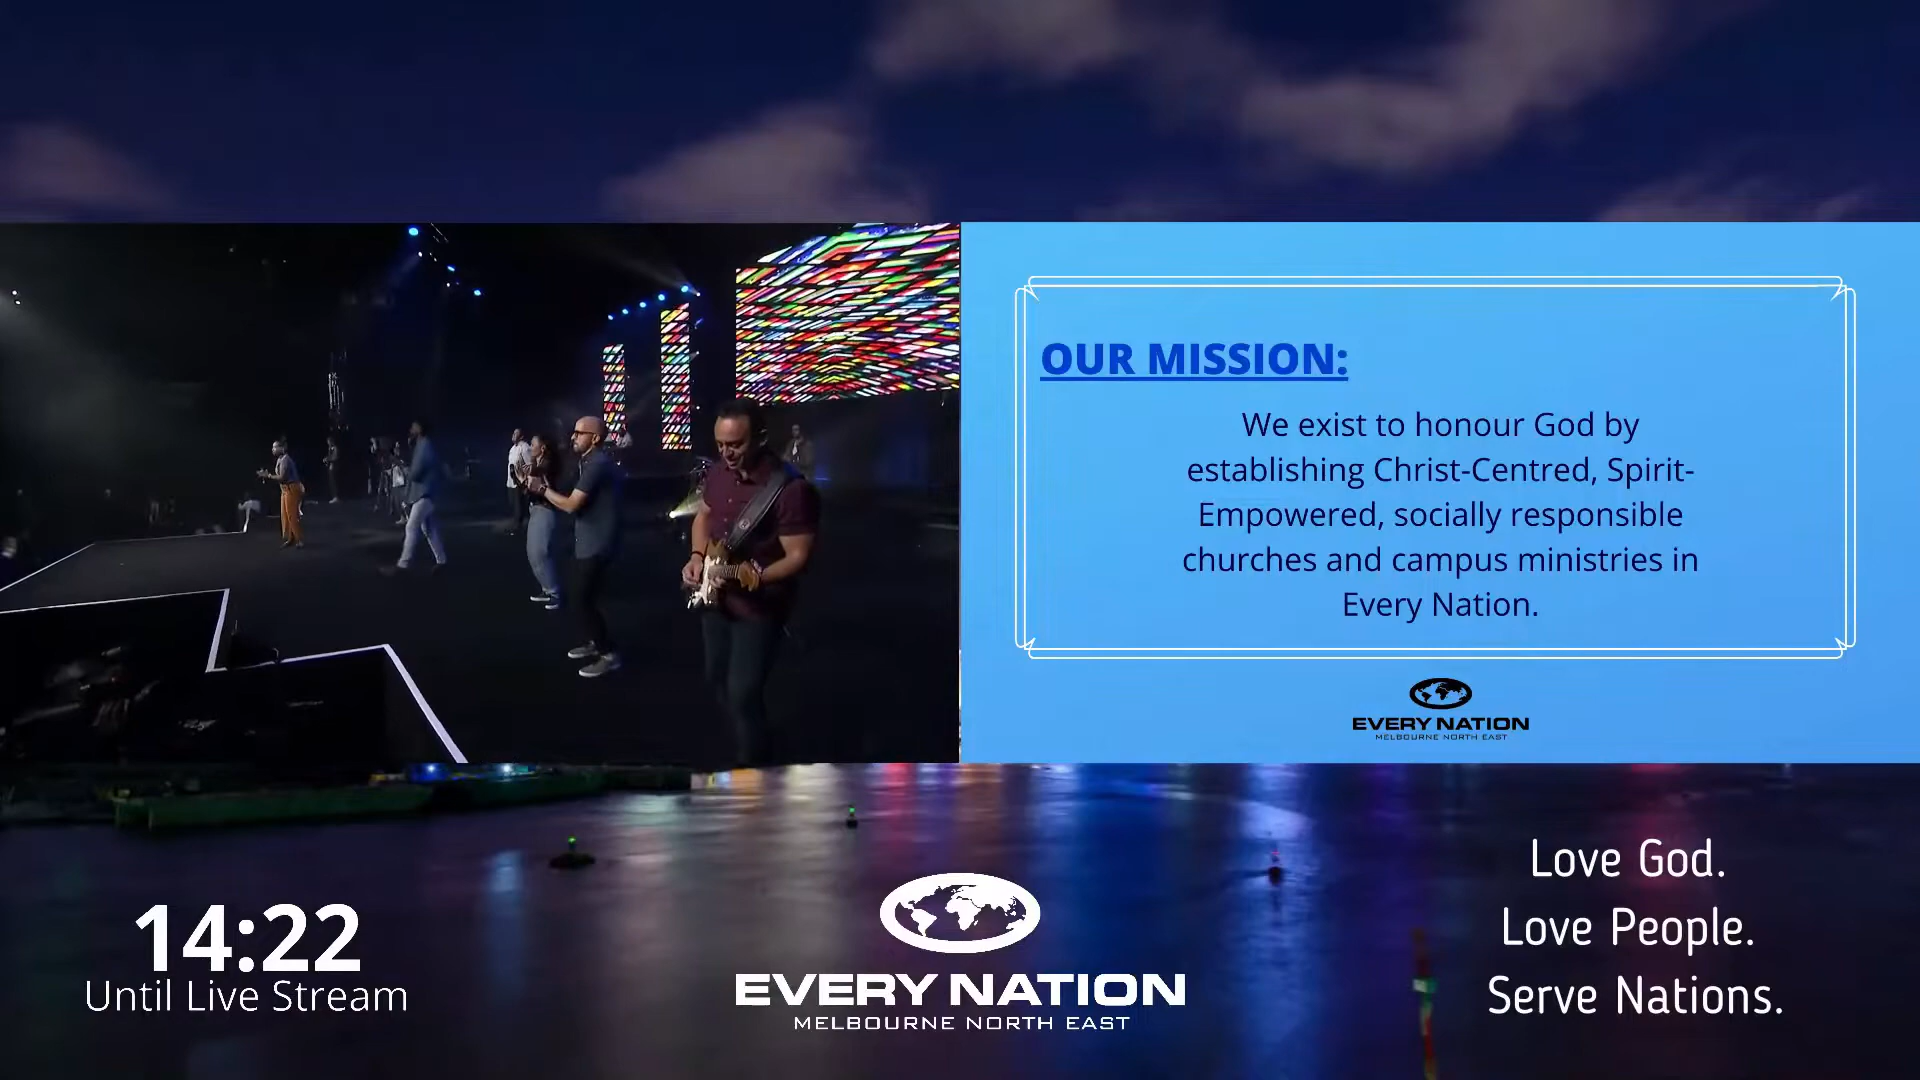 OUR MISSION:
We exist to honour God by
establishing Christ-Centred, Spirit-
Empowered, socially responsible
churches and campus ministries in
Every Nation.
EVERY NATION
MELBOURNE NORTH EAST
14:22
Until Live Stream
EVERY NATION
MELBOURNE NORTH EAST
Love God.
Love People.
Serve Nations.